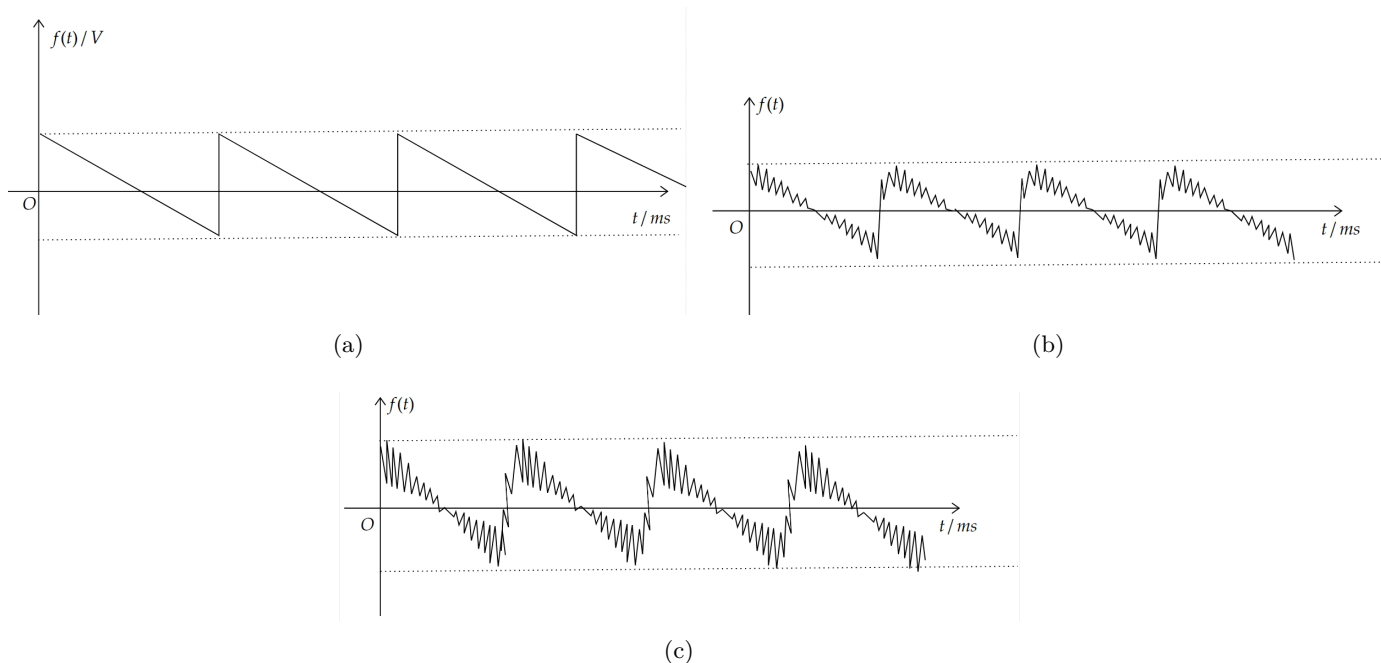 f(t) / V
O
t / ms
(a)
f(t)
O
t / ms
(b)
f(t)
O
t / ms
(c)